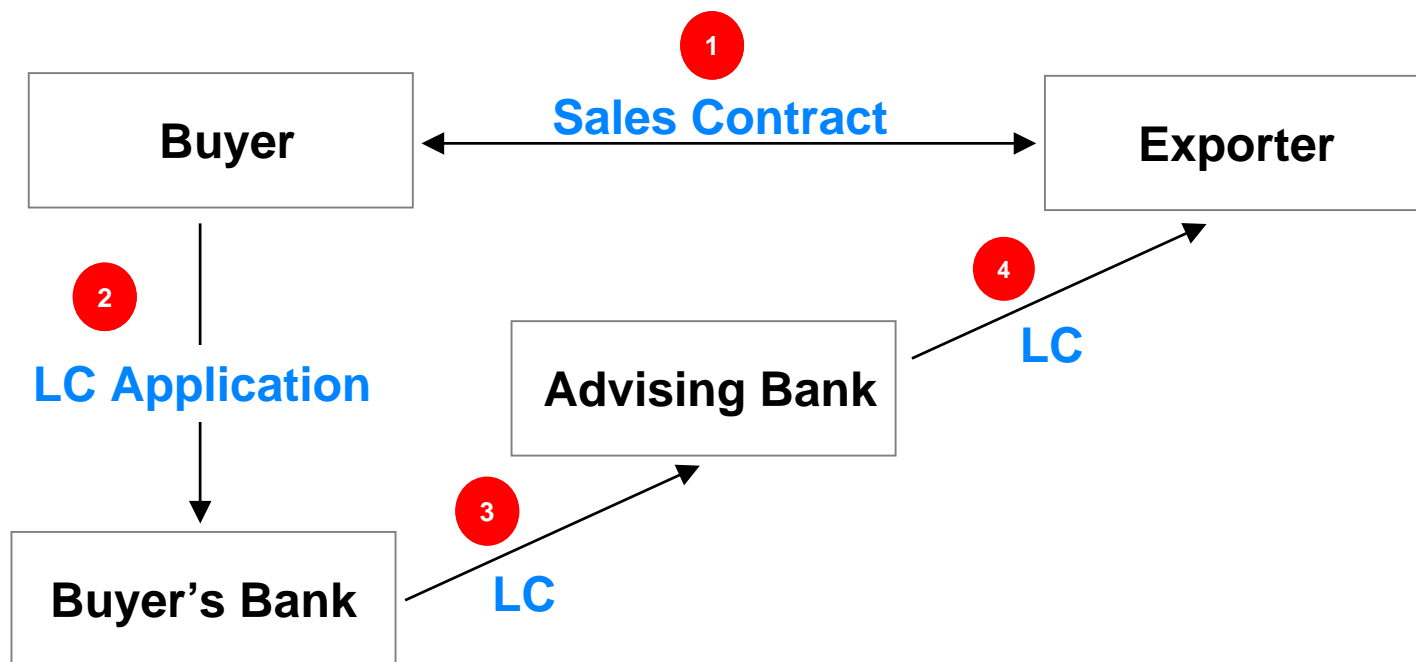 1
Sales Contract
Buyer
Exporter
2
4
LC
LC Application
Advising Bank
3
LC
Buyer’s Bank